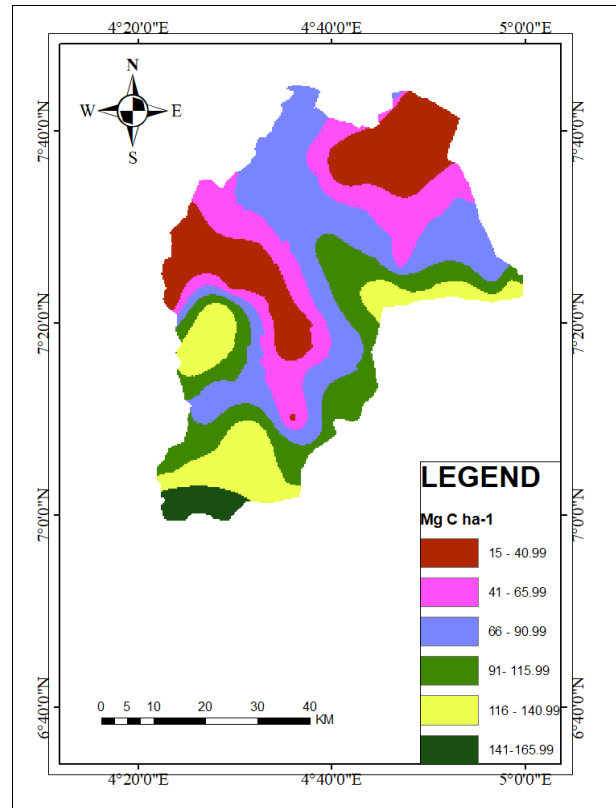 4°20'0"E 4°40'0"E 5°0'0"E
N
W E
S
7°40'0"N 7°40'0"N
7°20'0"N 7°20'0"N
7°0'0"N 7°0'0"N
6°40'0"N 6°40'0"N
LEGEND
Mg C ha-1
15 - 40.99
41 - 65.99
66 - 90.99
91- 115.99
116 - 140.99
141-165.99
0 5 10 20 30 40
KM
4°20'0"E 4°40'0"E 5°0'0"E